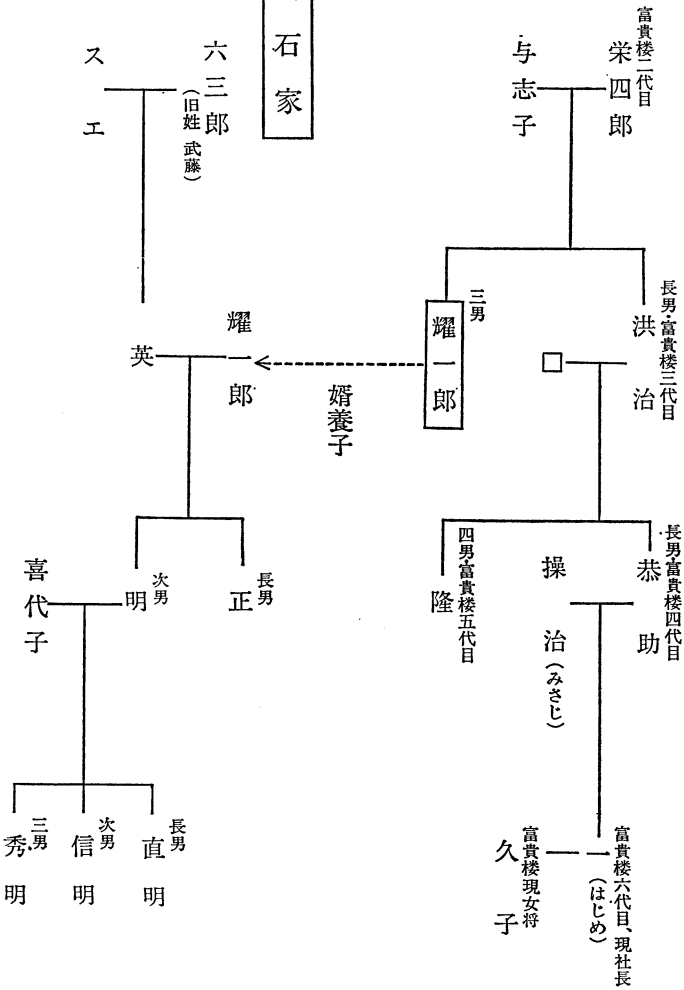 富貴楼二代目
栄四郎
与志子
石家
六三郎
(旧姓 武藤)
スエ
長男・富貴楼三代目
洪治
三男
耀一郎
婿養子
耀一郎
英
長男・富貴楼四代目
恭助
操治(みさじ)
四男・富貴楼五代目
隆
長男
正
次男
明
喜代子
富貴楼六代目、現社長
一
(はじめ)
富貴楼現女将
久子
長男
直明
次男
信明
三男
秀明